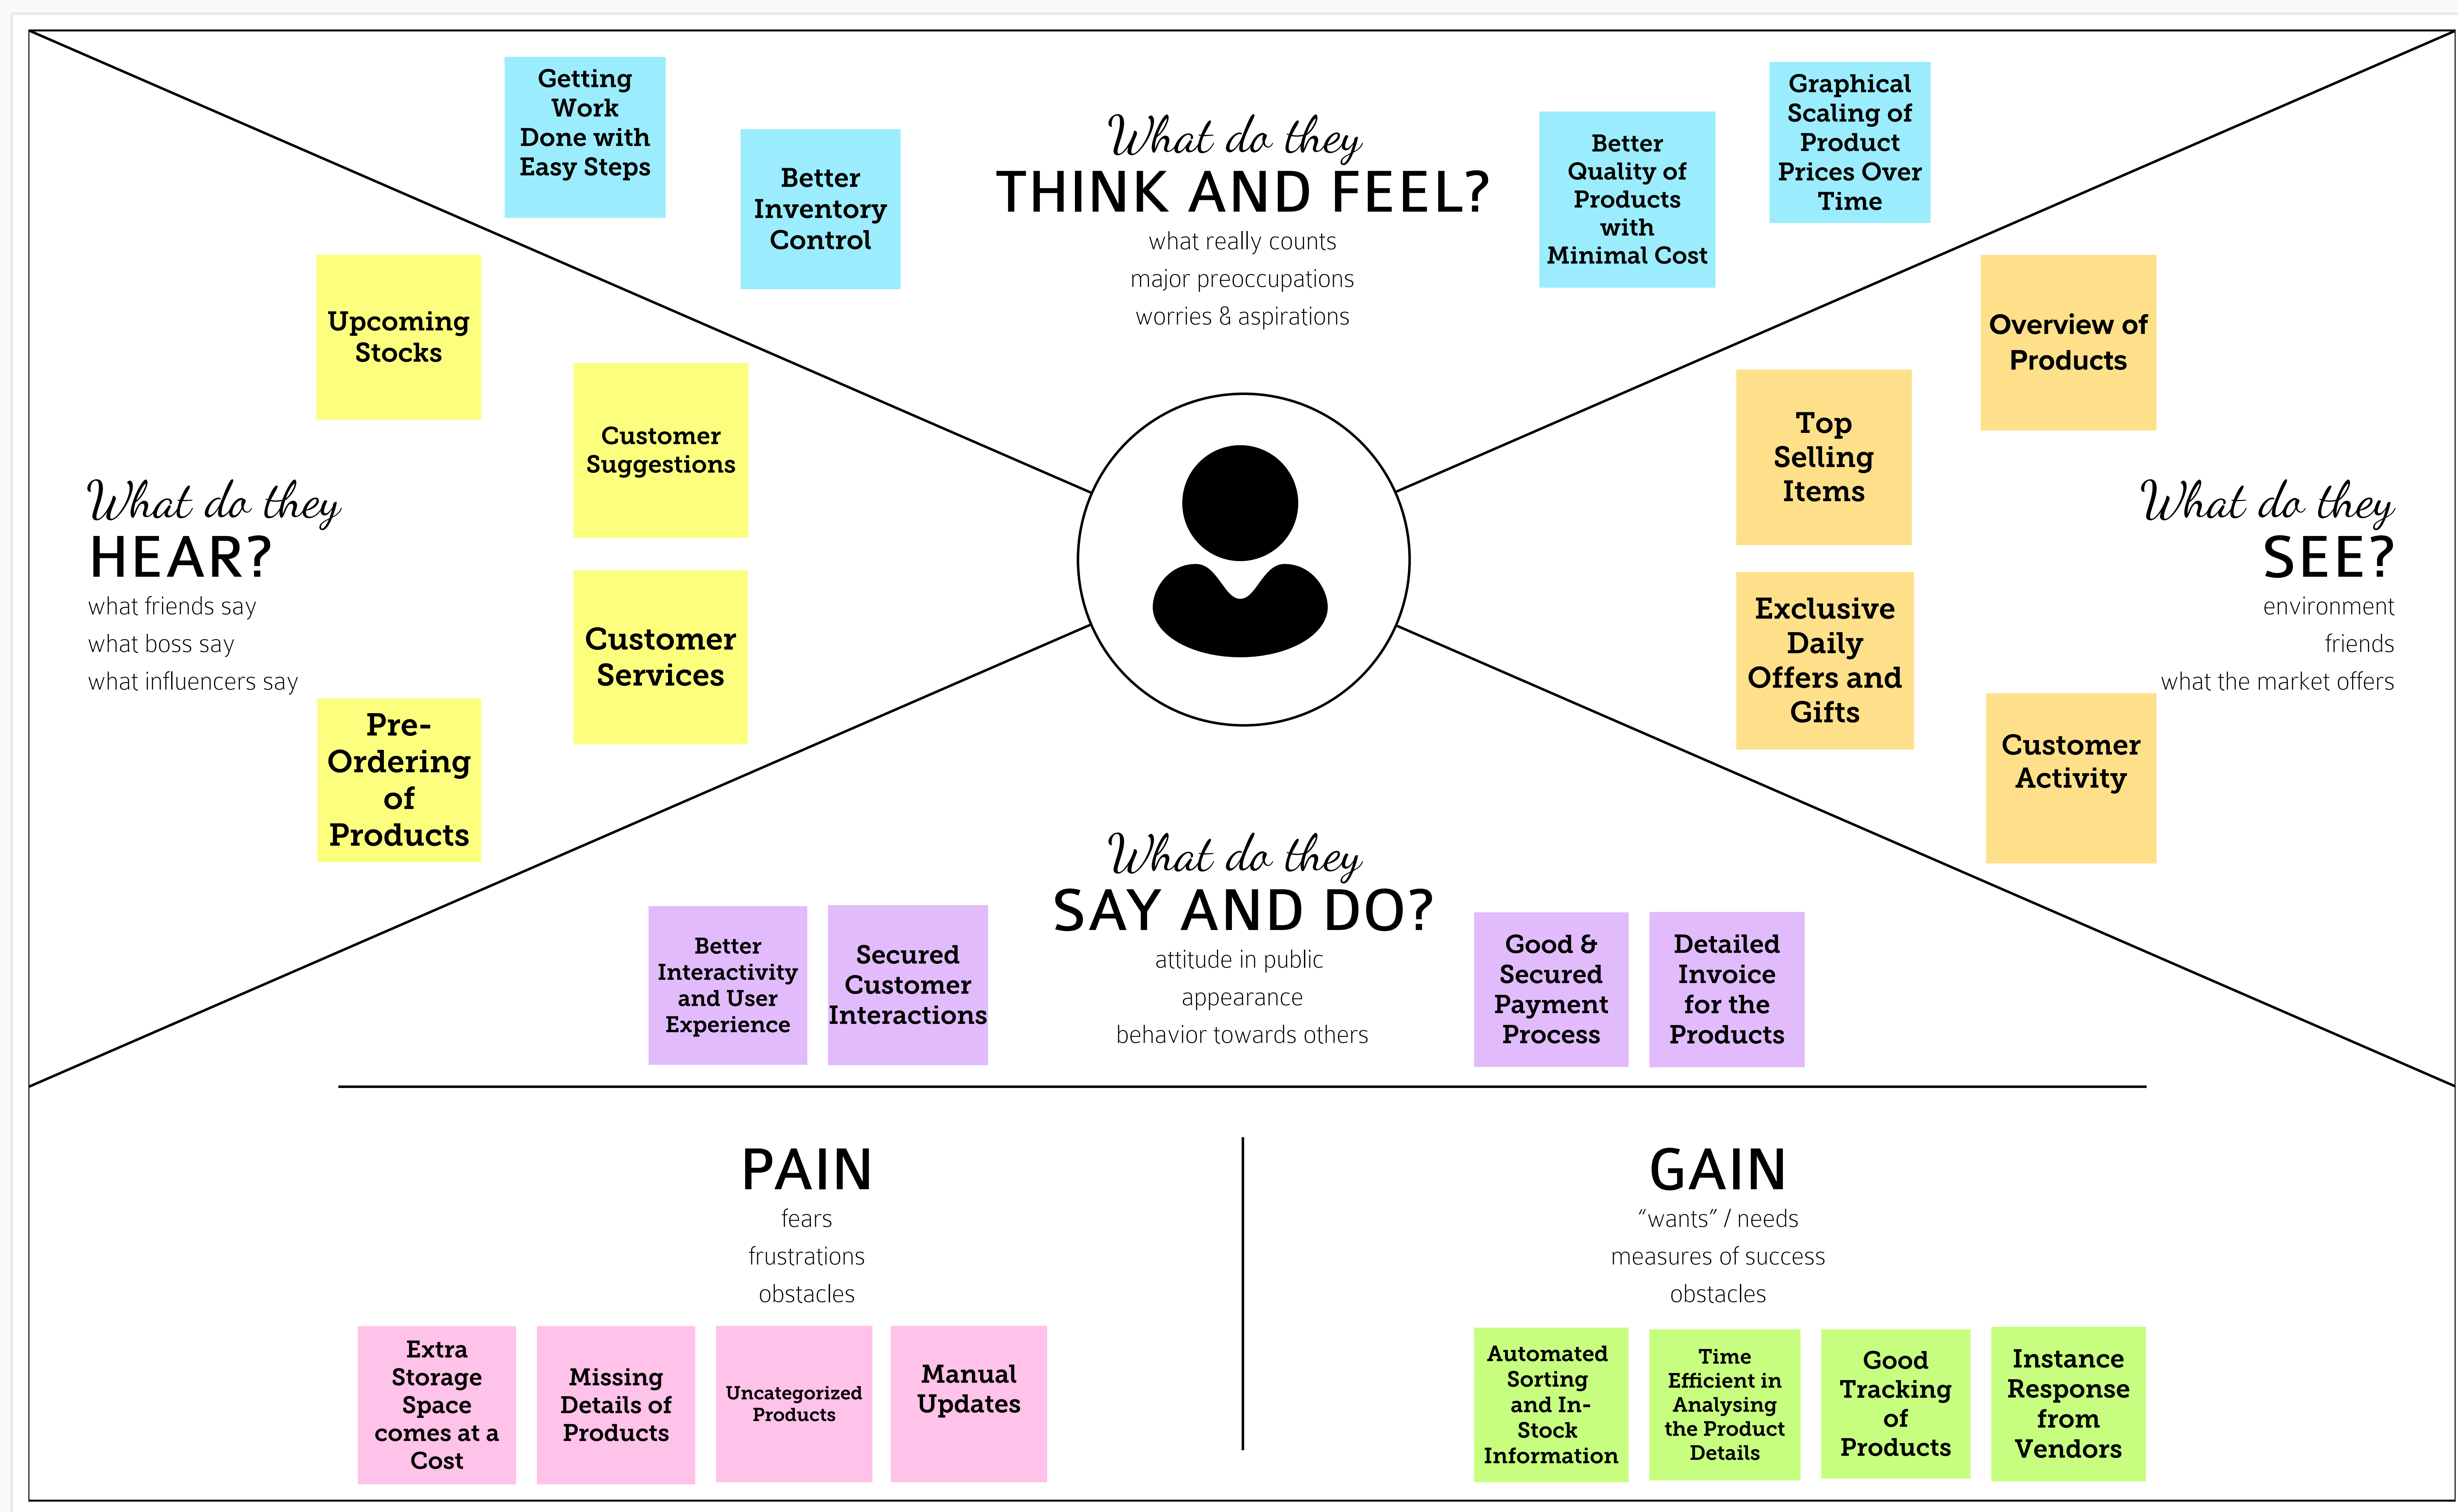 What do they
THINK AND FEEL?
what really counts
major preoccupations
worries & aspirations
Getting
Work
Done with
Easy Steps
Better
Inventory
Control
Better
Quality of
Products
with
Minimal Cost
Graphical
Scaling of
Product
Prices Over
Time
What do they
HEAR?
what friends say
what boss say
what influencers say
Upcoming
Stocks
Customer
Suggestions
Customer
Services
Pre-
Ordering
of
Products
What do they
SEE?
environment
friends
what the market offers
Overview of
Products
Top
Selling
Items
Exclusive
Daily
Offers and
Gifts
Customer
Activity
What do they
SAY AND DO?
attitude in public
appearance
behavior towards others
Better
Interactivity
and User
Experience
Secured
Customer
Interactions
Good &
Secured
Payment
Process
Detailed
Invoice
for the
Products
PAIN
fears
frustrations
obstacles
Extra
Storage
Space
comes at a
Cost
Missing
Details of
Products
Uncategorized
Products
Manual
Updates
GAIN
“wants” / needs
measures of success
obstacles
Automated
Sorting
and In-
Stock
Information
Time
Efficient in
Analysing
the Product
Details
Good
Tracking
of
Products
Instance
Response
from
Vendors